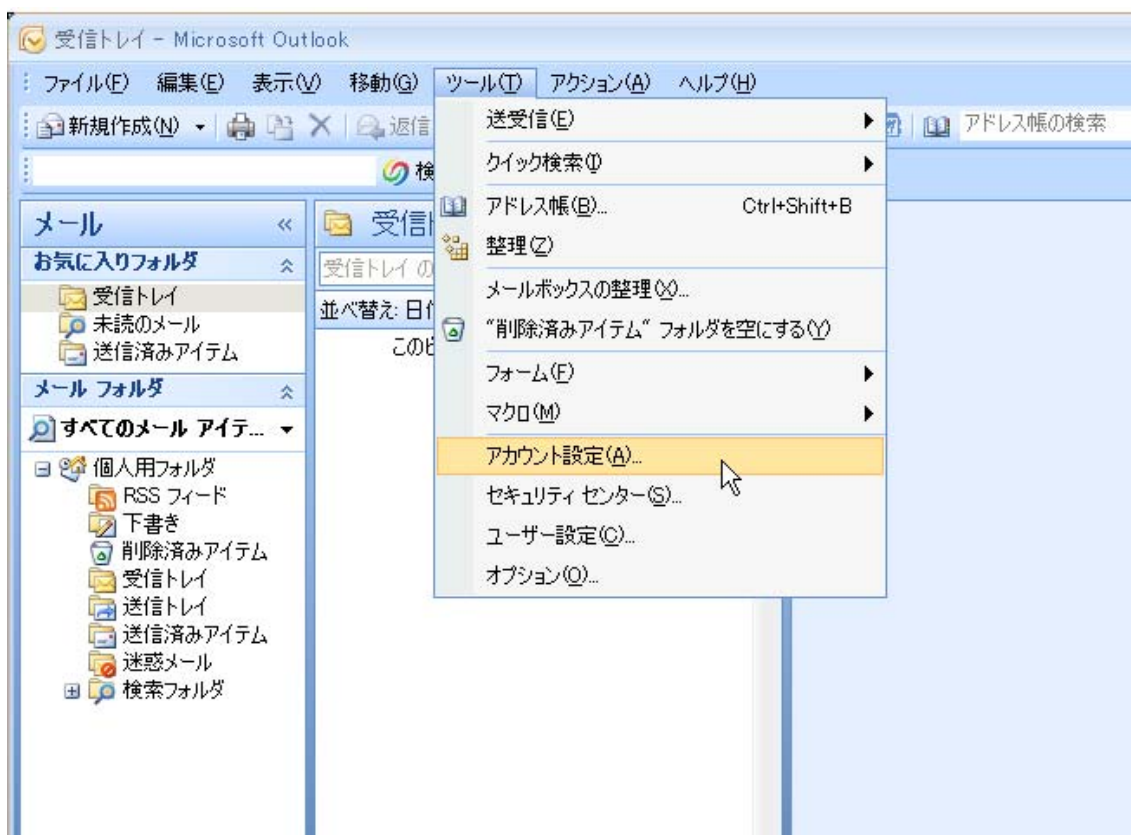 受信トレイ - Microsoft Outlook
ファイル(F) 編集(E) 表示(V) 移動(G) ツール(T) アクション(A) ヘルプ(H)
新規作成(N) 返信 アドレス帳の検索
検
メール «
お気に入りフォルダ
受信トレイ
未読のメール
送信済みアイテム
メール フォルダ
すべてのメール アイテ...
個人用フォルダ
RSS フィード
下書き
削除済みアイテム
受信トレイ
送信トレイ
送信済みアイテム
迷惑メール
検索フォルダ
受信
受信トレイ の
並べ替え: 日
この
送受信(E)
クイック検索(I)
アドレス帳(B)... Ctrl+Shift+B
整理(Z)
メールボックスの整理(X)...
"削除済みアイテム" フォルダを空にする(Y)
フォーム(F)
マクロ(M)
アカウント設定(A)...
セキュリティ センター(S)...
ユーザー設定(C)...
オプション(O)...